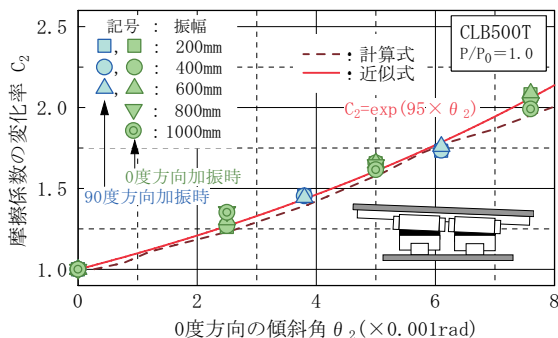 記号 : 振幅
, : 200mm
, : 400mm
, : 600mm
: 800mm
: 1000mm
0度方向加振時
90度方向加振時
: 計算式
: 近似式
CLB500T
P/P₀=1.0
C₂=exp(95×θ₂)
摩擦係数の変化率 C₂
2.5
2.0
1.5
1.0
0 2 4 6 8
0度方向の傾斜角 θ₂(×0.001rad)